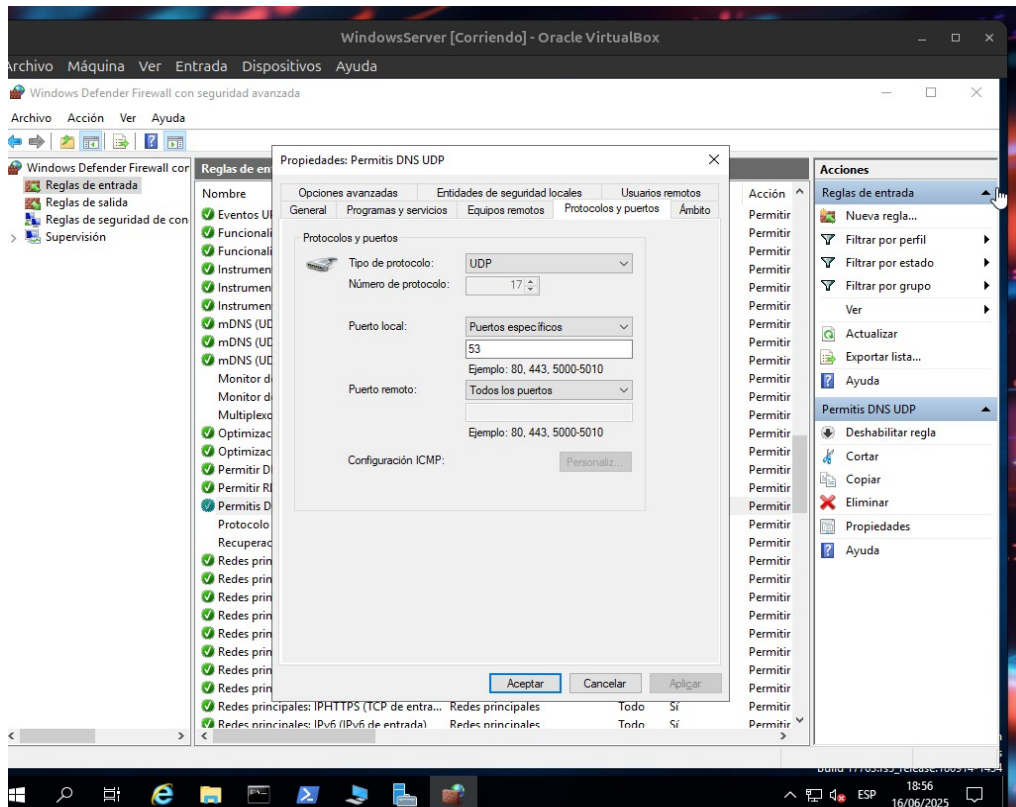 WindowsServer [Corriendo] - Oracle VirtualBox
Archivo Máquina Ver Entrada Dispositivos Ayuda
Windows Defender Firewall con seguridad avanzada
Archivo Acción Ver Ayuda
Windows Defender Firewall cor
Reglas de entrada
Reglas de salida
Reglas de seguridad de con
Supervisión
Reglas de en
Nombre
Acción
Eventos UF
Permitir
Funcionali
Permitir
Funcionali
Permitir
Instrumen
Permitir
Instrumen
Permitir
Instrumen
Permitir
mDNS (UD
Permitir
mDNS (UD
Permitir
mDNS (UD
Permitir
Monitor d
Permitir
Monitor d
Permitir
Multiplexo
Permitir
Optimizac
Permitir
Optimizac
Permitir
Permitir D
Permitir
Permitir RD
Permitir
Permitis D
Permitir
Protocolo
Permitir
Recuperac
Permitir
Redes prin
Permitir
Redes prin
Permitir
Redes prin
Permitir
Redes prin
Permitir
Redes prin
Permitir
Redes prin
Permitir
Redes prin
Permitir
Redes prin
Permitir
Redes principales: IPHTTPS (TCP de entra... Redes principales Todo Sí Permitir
Redes principales: IPv6 (IPv6 de entrada) Redes principales Todo Sí Permitir
Propiedades: Permitis DNS UDP
Opciones avanzadas Entidades de seguridad locales Usuarios remotos
General Programas y servicios Equipos remotos Protocolos y puertos Ámbito
Protocolos y puertos
Tipo de protocolo: UDP
Número de protocolo: 17
Puerto local: Puertos específicos
53
Ejemplo: 80, 443, 5000-5010
Puerto remoto: Todos los puertos
Ejemplo: 80, 443, 5000-5010
Configuración ICMP: Personaliz...
Aceptar Cancelar Aplicar
Acciones
Reglas de entrada
Nueva regla...
Filtrar por perfil
Filtrar por estado
Filtrar por grupo
Ver
Actualizar
Exportar lista...
Ayuda
Permitis DNS UDP
Deshabilitar regla
Cortar
Copiar
Eliminar
Propiedades
Ayuda
ESP
18:56
16/06/2025